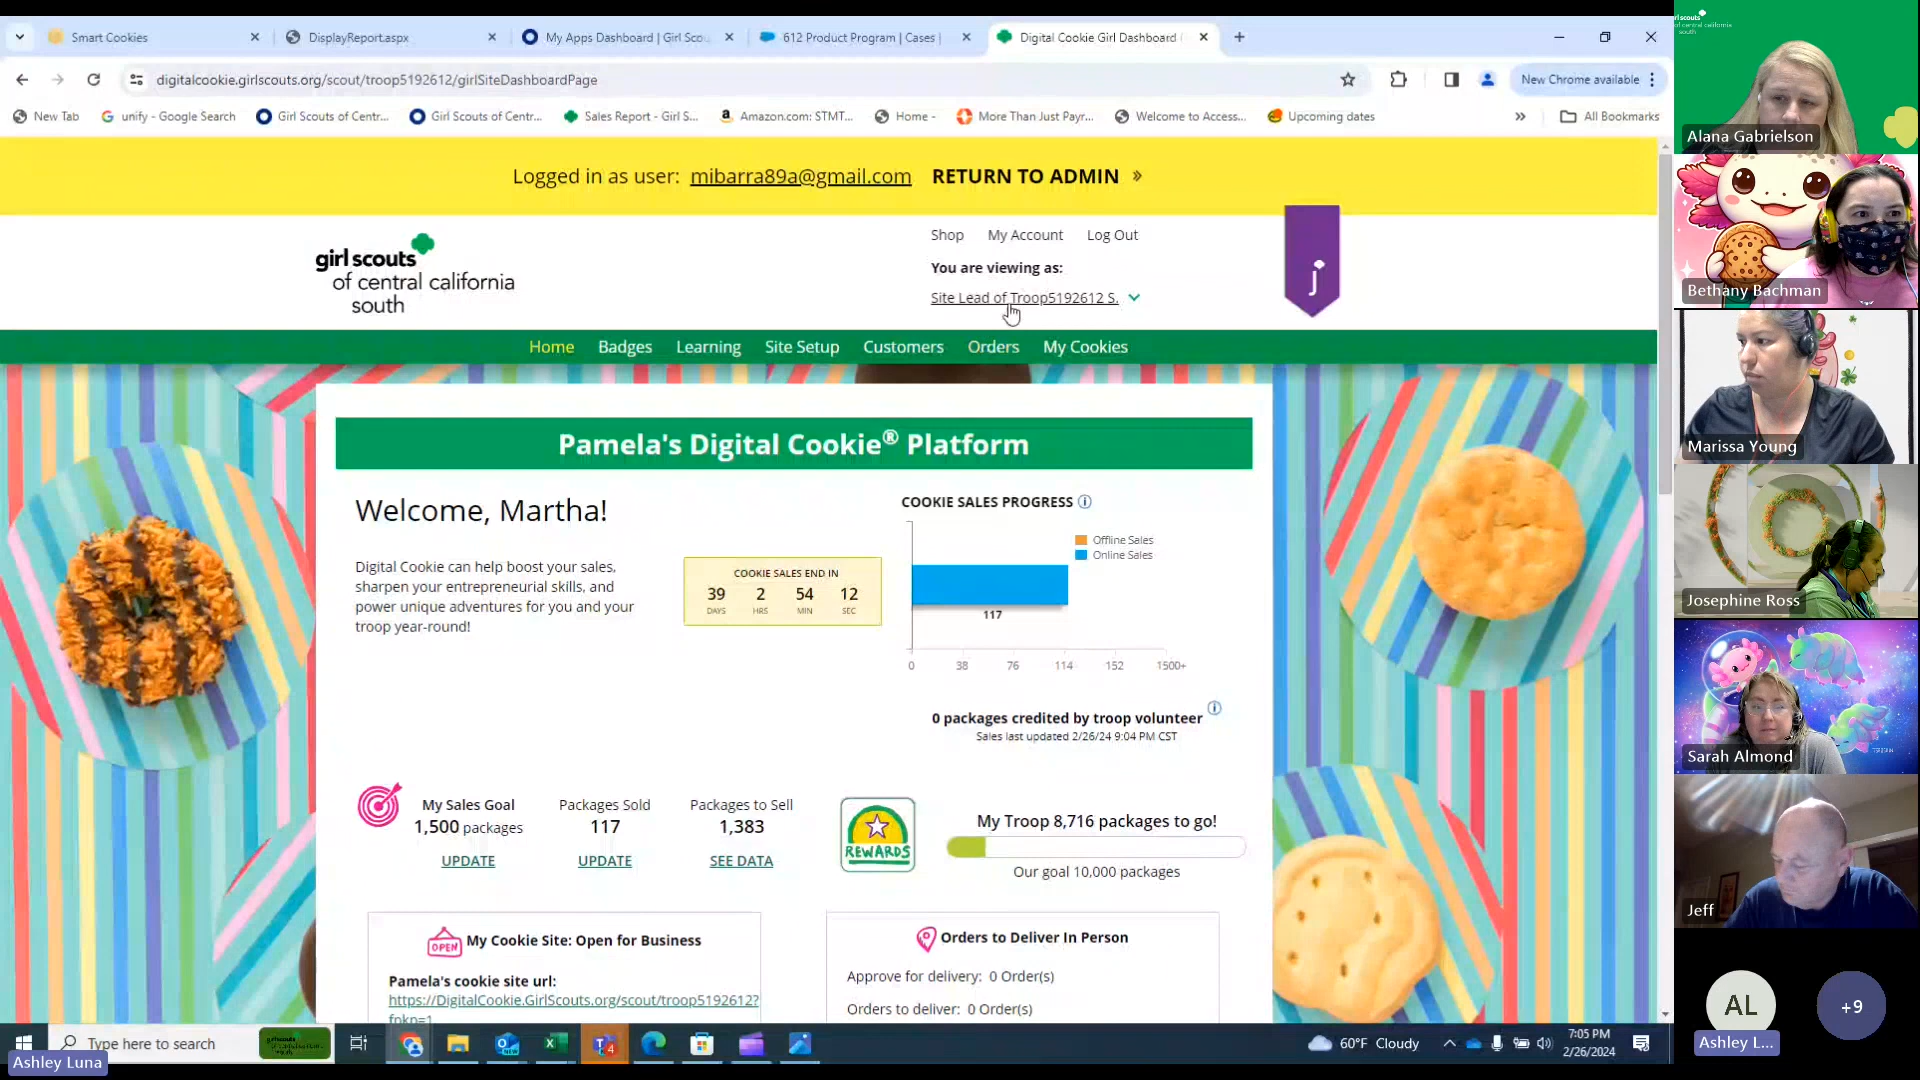 Smart Cookies
DisplayReport.aspx
My Apps Dashboard | Girl Scou
612 Product Program | Cases |
Digital Cookie Girl Dashboard (
digitalcookie.girlscouts.org/scout/troop5192612/girlSiteDashboardPage
New Chrome available
New Tab
unify - Google Search
Girl Scouts of Centr...
Girl Scouts of Centr...
Sales Report - Girl S...
Amazon.com: STMT...
Home -
More Than Just Payr...
Welcome to Access...
Upcoming dates
All Bookmarks
Logged in as user: mibarra89a@gmail.com RETURN TO ADMIN »
girl scouts
of central california
south
Shop My Account Log Out
You are viewing as:
Site Lead of Troop5192612 S.
j
Home Badges Learning Site Setup Customers Orders My Cookies
Pamela's Digital Cookie® Platform
Welcome, Martha!
Digital Cookie can help boost your sales,
sharpen your entrepreneurial skills, and
power unique adventures for you and your
troop year-round!
COOKIE SALES END IN
39 2 54 12
DAYS HRS MIN SEC
COOKIE SALES PROGRESS
Offline Sales
Online Sales
117
0 38 76 114 152 1500+
0 packages credited by troop volunteer
Sales last updated 2/26/24 9:04 PM CST
My Sales Goal
1,500 packages
UPDATE
Packages Sold
117
UPDATE
Packages to Sell
1,383
SEE DATA
REWARDS
My Troop 8,716 packages to go!
Our goal 10,000 packages
OPEN
My Cookie Site: Open for Business
Pamela's cookie site url:
https://DigitalCookie.GirlScouts.org/scout/troop5192612?
fpkp=1
Orders to Deliver In Person
Approve for delivery: 0 Order(s)
Orders to deliver: 0 Order(s)
Type here to search
60°F Cloudy
7:05 PM
2/26/2024
Ashley Luna
girl scouts
of central california
south
Alana Gabrielson
Bethany Bachman
Marissa Young
Josephine Ross
Sarah Almond
Jeff
AL
Ashley L...
+9